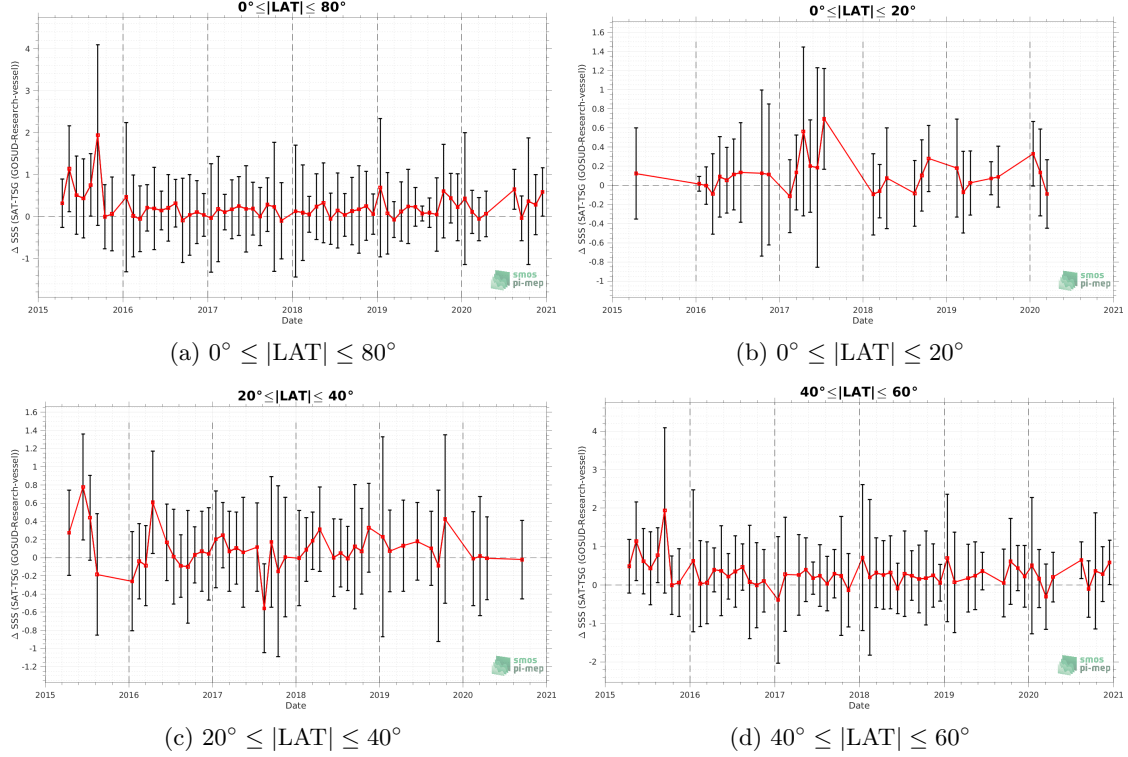 0°≤|LAT|≤ 80°
Δ SSS (SAT-TSG (GOSUD-Research-vessel))
4
3
2
1
0
-1
2015
2016
2017
2018
2019
2020
2021
Date
smos
pi-mep
(a) 0° ≤ |LAT| ≤ 80°
0°≤|LAT|≤ 20°
Δ SSS (SAT-TSG (GOSUD-Research-vessel))
1.6
1.4
1.2
1
0.8
0.6
0.4
0.2
0
-0.2
-0.4
-0.6
-0.8
-1
2015
2016
2017
2018
2019
2020
2021
Date
smos
pi-mep
(b) 0° ≤ |LAT| ≤ 20°
20°≤|LAT|≤ 40°
Δ SSS (SAT-TSG (GOSUD-Research-vessel))
1.6
1.4
1.2
1
0.8
0.6
0.4
0.2
0
-0.2
-0.4
-0.6
-0.8
-1
-1.2
2015
2016
2017
2018
2019
2020
2021
Date
smos
pi-mep
(c) 20° ≤ |LAT| ≤ 40°
40°≤|LAT|≤ 60°
Δ SSS (SAT-TSG (GOSUD-Research-vessel))
4
3
2
1
0
-1
-2
2015
2016
2017
2018
2019
2020
2021
Date
smos
pi-mep
(d) 40° ≤ |LAT| ≤ 60°